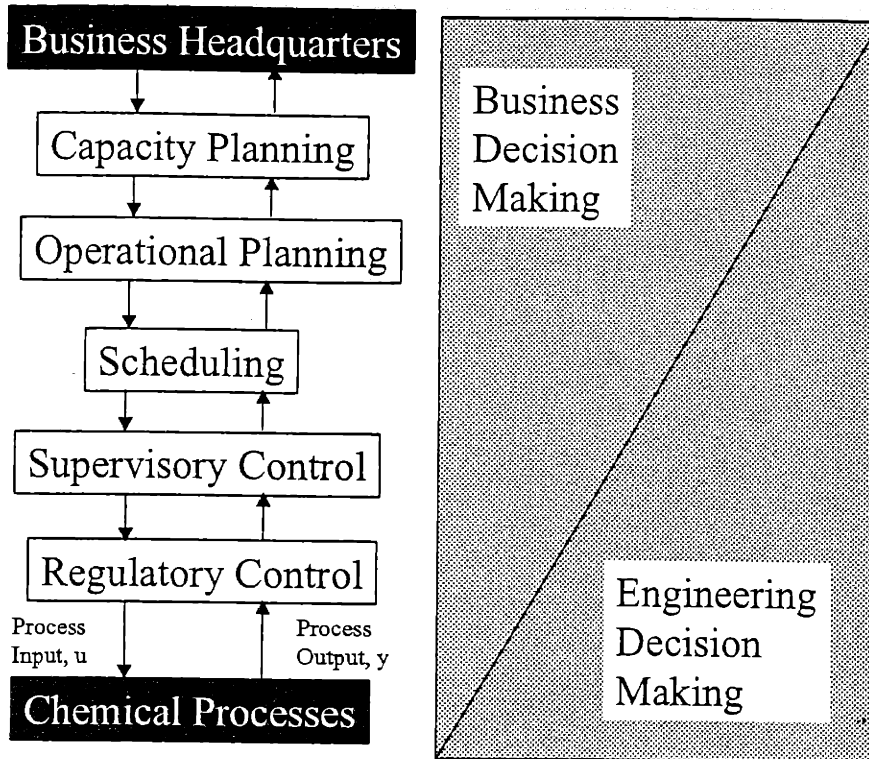 Business Headquarters
Capacity Planning
Operational Planning
Scheduling
Supervisory Control
Regulatory Control
Process
Input, u
Process
Output, y
Chemical Processes
Business
Decision
Making
Engineering
Decision
Making